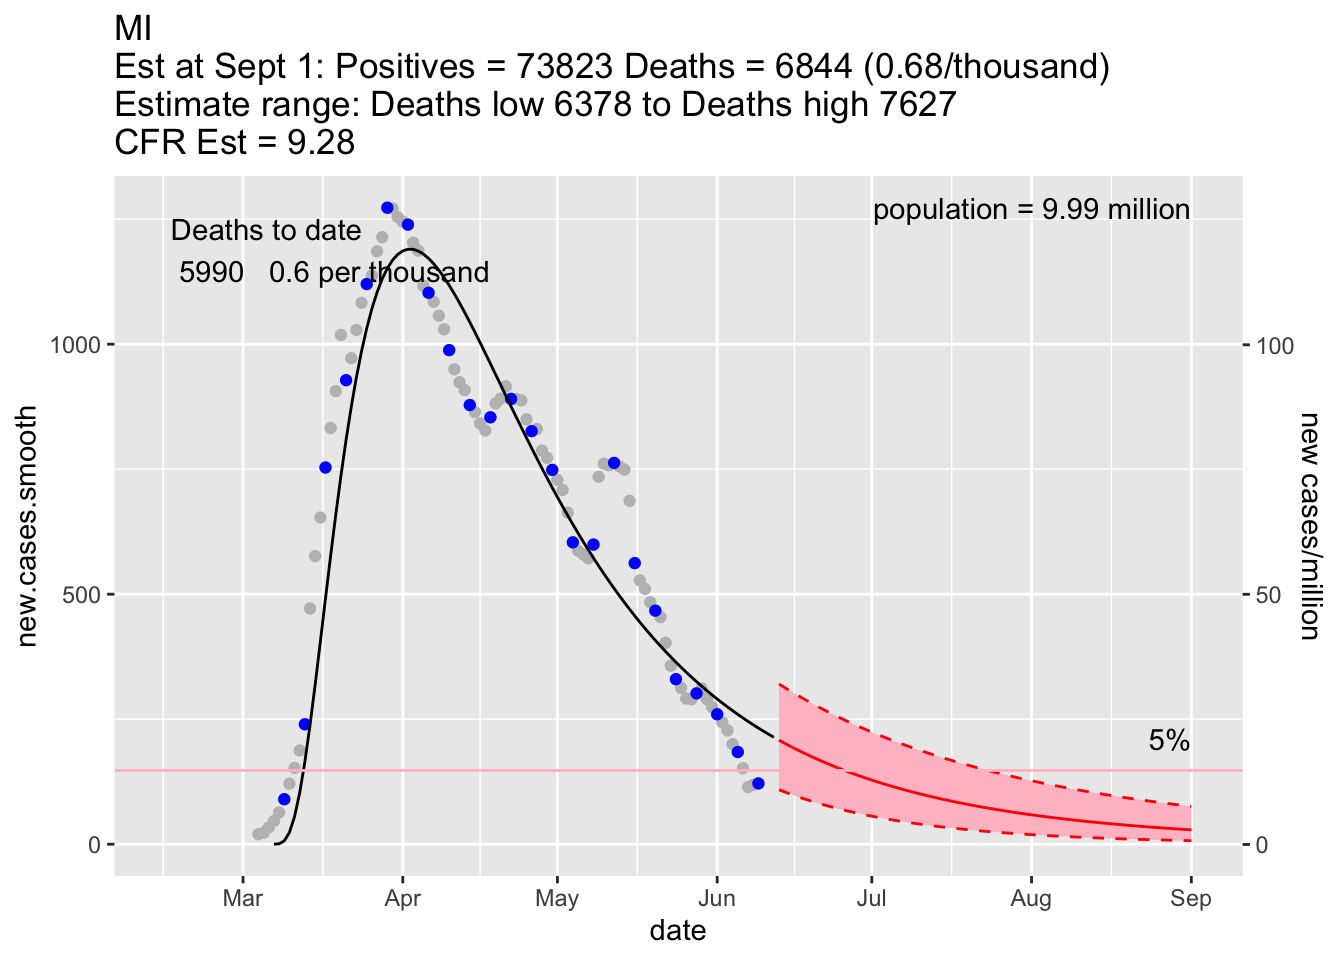 MI
Est at Sept 1: Positives = 73823 Deaths = 6844 (0.68/thousand)
Estimate range: Deaths low 6378 to Deaths high 7627
CFR Est = 9.28
population = 9.99 million
Deaths to date
5990 0.6 per thousand
1000
500
0
new.cases.smooth
100
50
0
new cases/million
5%
Mar Apr May Jun Jul Aug Sep
date